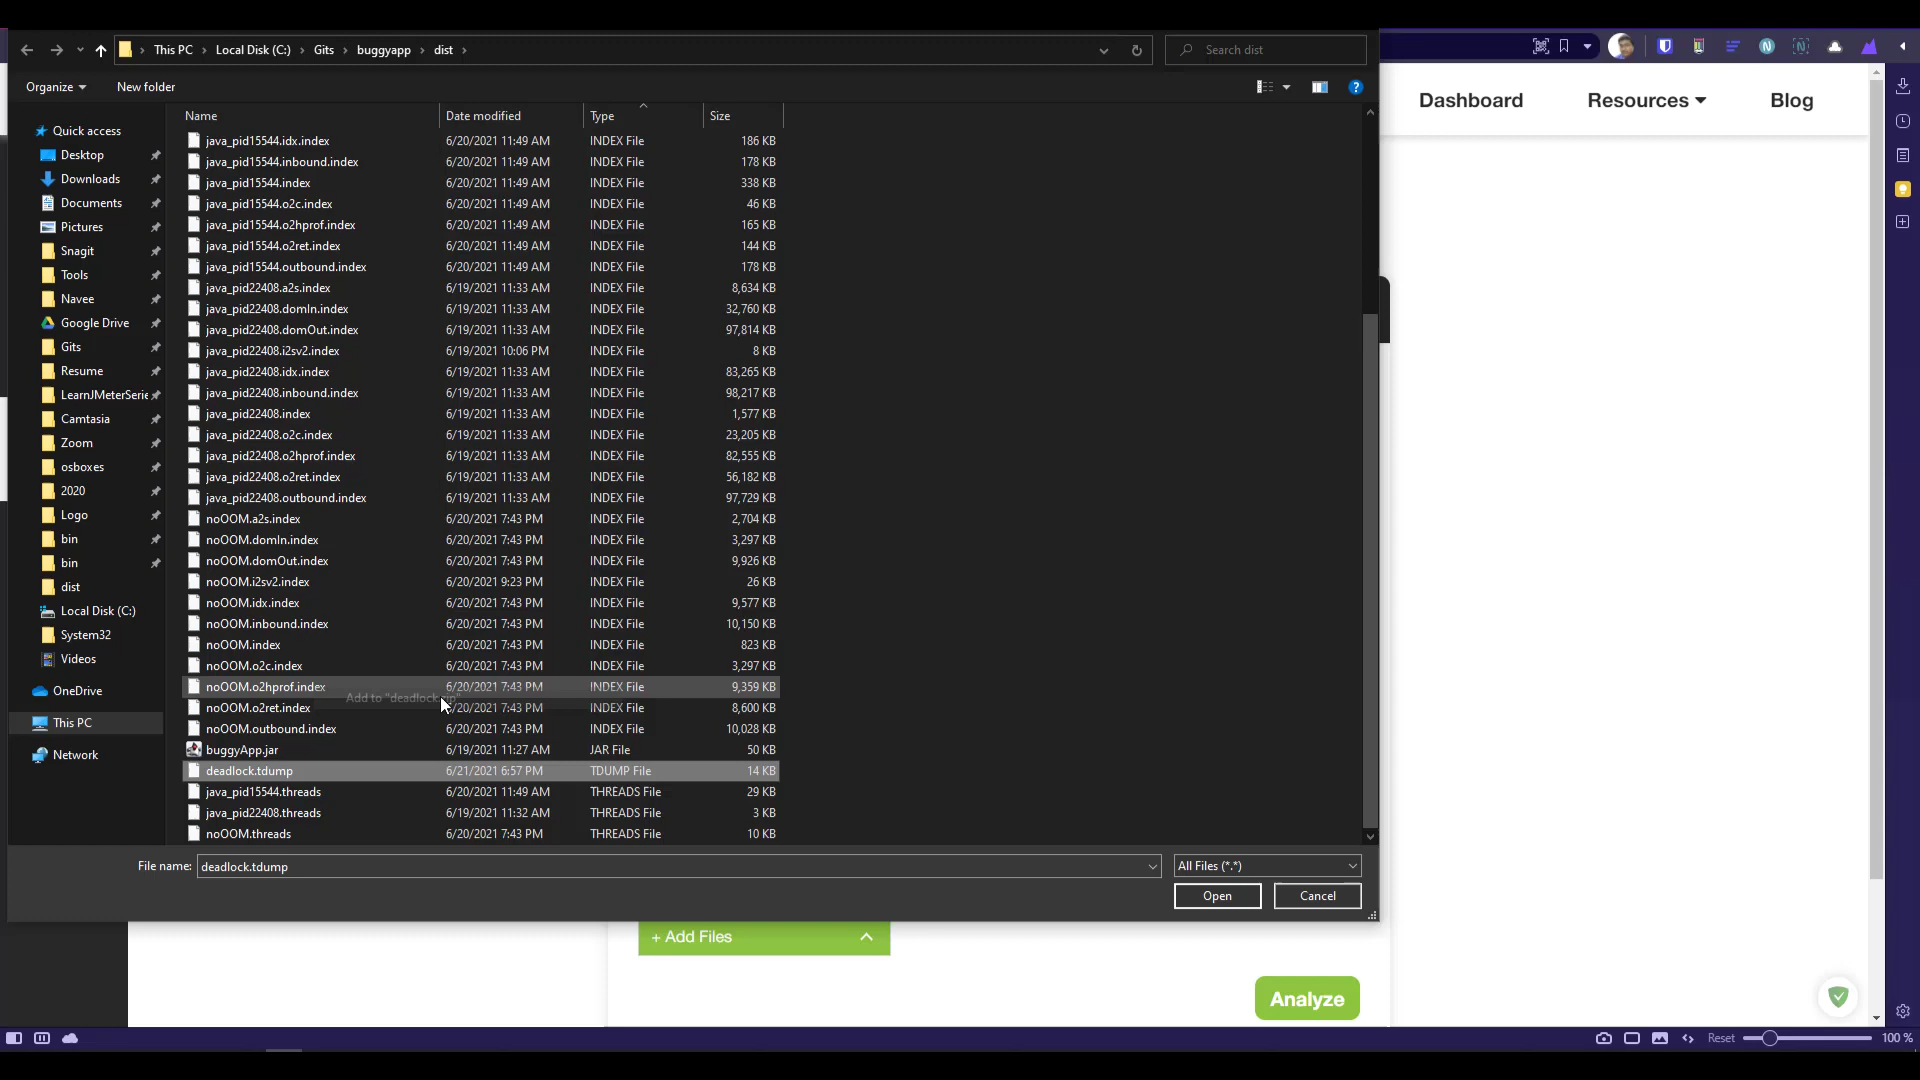 This PC > Local Disk (C:) > Gits > buggyapp > dist >
Search dist
Organize
New folder
Dashboard
Resources
Blog
Name
Date modified
Type
Size
Quick access
Desktop
Downloads
Documents
Pictures
Snagit
Tools
Navee
Google Drive
Gits
Resume
LearnJMeterSerie
Camtasia
Zoom
osboxes
2020
Logo
bin
bin
dist
Local Disk (C:)
System32
Videos
OneDrive
This PC
Network
java_pid15544.idx.index 6/20/2021 11:49 AM INDEX File 186 KB
java_pid15544.inbound.index 6/20/2021 11:49 AM INDEX File 178 KB
java_pid15544.index 6/20/2021 11:49 AM INDEX File 338 KB
java_pid15544.o2c.index 6/20/2021 11:49 AM INDEX File 46 KB
java_pid15544.o2hprof.index 6/20/2021 11:49 AM INDEX File 165 KB
java_pid15544.o2ret.index 6/20/2021 11:49 AM INDEX File 144 KB
java_pid15544.outbound.index 6/20/2021 11:49 AM INDEX File 178 KB
java_pid22408.a2s.index 6/19/2021 11:33 AM INDEX File 8,634 KB
java_pid22408.domIn.index 6/19/2021 11:33 AM INDEX File 32,760 KB
java_pid22408.domOut.index 6/19/2021 11:33 AM INDEX File 97,814 KB
java_pid22408.i2sv2.index 6/19/2021 10:06 PM INDEX File 8 KB
java_pid22408.idx.index 6/19/2021 11:33 AM INDEX File 83,265 KB
java_pid22408.inbound.index 6/19/2021 11:33 AM INDEX File 98,217 KB
java_pid22408.index 6/19/2021 11:33 AM INDEX File 1,577 KB
java_pid22408.o2c.index 6/19/2021 11:33 AM INDEX File 23,205 KB
java_pid22408.o2hprof.index 6/19/2021 11:33 AM INDEX File 82,555 KB
java_pid22408.o2ret.index 6/19/2021 11:33 AM INDEX File 56,182 KB
java_pid22408.outbound.index 6/19/2021 11:33 AM INDEX File 97,729 KB
noOOM.a2s.index 6/20/2021 7:43 PM INDEX File 2,704 KB
noOOM.domIn.index 6/20/2021 7:43 PM INDEX File 3,297 KB
noOOM.domOut.index 6/20/2021 7:43 PM INDEX File 9,926 KB
noOOM.i2sv2.index 6/20/2021 9:23 PM INDEX File 26 KB
noOOM.idx.index 6/20/2021 7:43 PM INDEX File 9,577 KB
noOOM.inbound.index 6/20/2021 7:43 PM INDEX File 10,150 KB
noOOM.index 6/20/2021 7:43 PM INDEX File 823 KB
noOOM.o2c.index 6/20/2021 7:43 PM INDEX File 3,297 KB
noOOM.o2hprof.index 6/20/2021 7:43 PM INDEX File 9,359 KB
Add to "deadlock.zip"
noOOM.o2ret.index 6/20/2021 7:43 PM INDEX File 8,600 KB
noOOM.outbound.index 6/20/2021 7:43 PM INDEX File 10,028 KB
buggyApp.jar 6/19/2021 11:27 AM JAR File 50 KB
deadlock.tdump 6/21/2021 6:57 PM TDUMP File 14 KB
java_pid15544.threads 6/20/2021 11:49 AM THREADS File 29 KB
java_pid22408.threads 6/19/2021 11:32 AM THREADS File 3 KB
noOOM.threads 6/20/2021 7:43 PM THREADS File 10 KB
File name: deadlock.tdump
All Files (*.*)
Open
Cancel
+ Add Files
Analyze
Reset
100 %